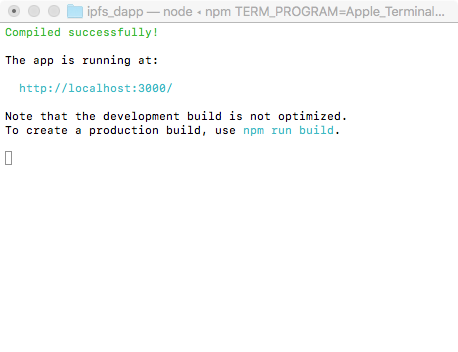 ipfs_dapp — node ◂ npm TERM_PROGRAM=Apple_Terminal...
Compiled successfully!
The app is running at:
http://localhost:3000/
Note that the development build is not optimized.
To create a production build, use npm run build.